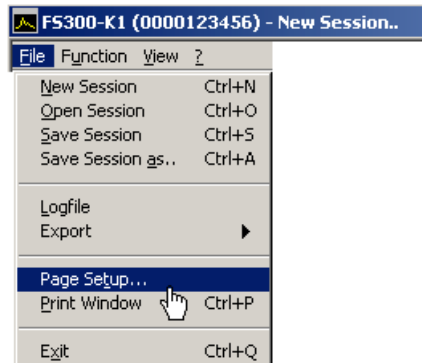 FS300-K1 (0000123456) - New Session..
File Function View ?
New Session Ctrl+N
Open Session Ctrl+O
Save Session Ctrl+S
Save Session as.. Ctrl+A
Logfile
Export
Page Setup...
Print Window Ctrl+P
Exit Ctrl+Q